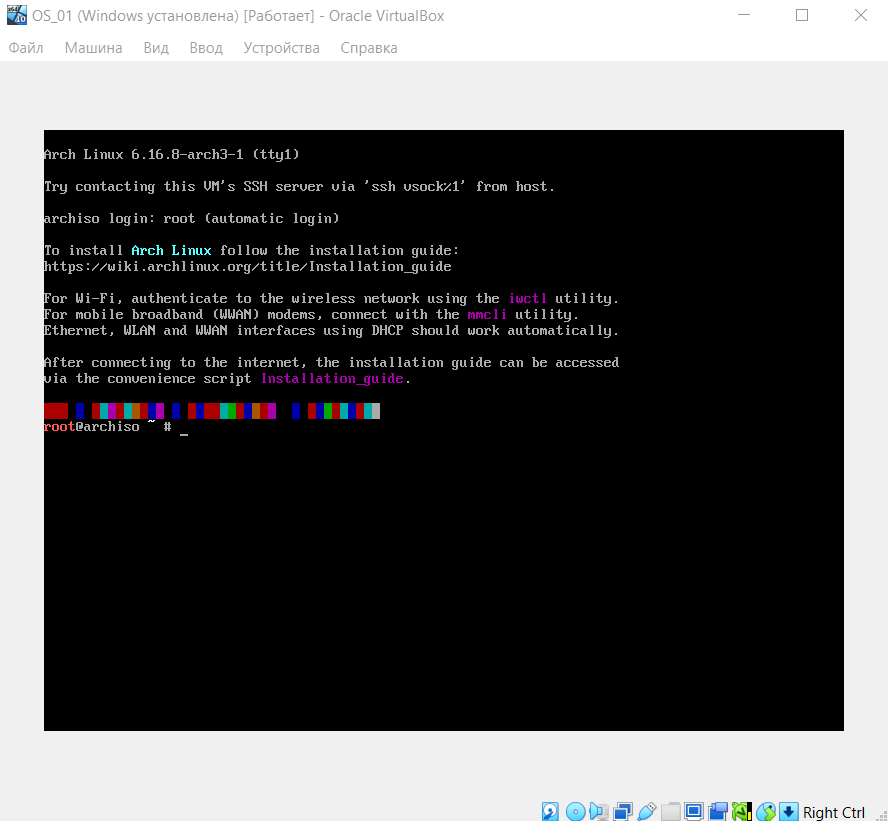 OS_01 (Windows установлена) [Работает] - Oracle VirtualBox
Файл Машина Вид Ввод Устройства Справка
Arch Linux 6.16.8-arch3-1 (tty1)
Try contacting this VM's SSH server via 'ssh vsock%1' from host.
archiso login: root (automatic login)
To install Arch Linux follow the installation guide:
https://wiki.archlinux.org/title/Installation_guide
For Wi-Fi, authenticate to the wireless network using the iwctl utility.
For mobile broadband (WWAN) modems, connect with the mmcli utility.
Ethernet, WLAN and WWAN interfaces using DHCP should work automatically.
After connecting to the internet, the installation guide can be accessed
via the convenience script Installation_guide.
root@archiso ~ # _
Right Ctrl